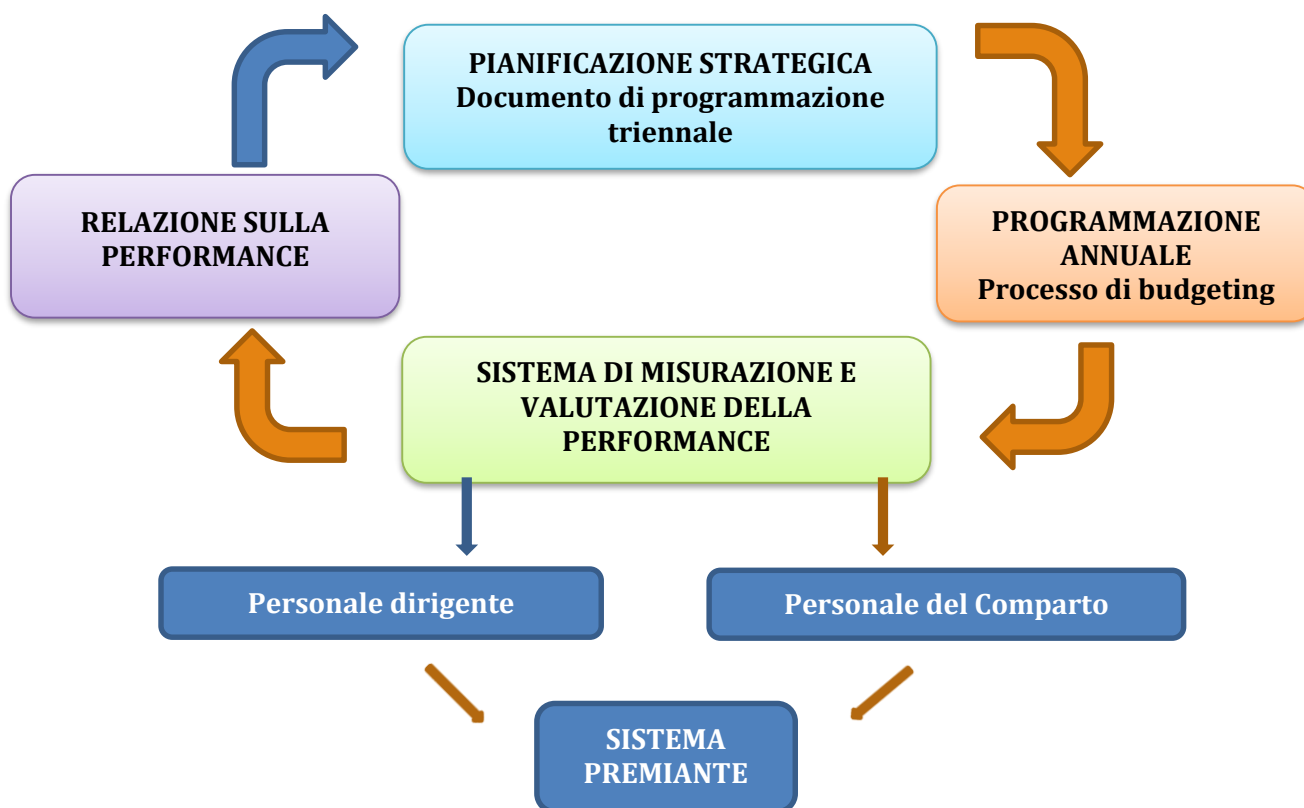 PIANIFICAZIONE STRATEGICA
Documento di programmazione
triennale
RELAZIONE SULLA
PERFORMANCE
PROGRAMMAZIONE
ANNUALE
Processo di budgeting
SISTEMA DI MISURAZIONE E
VALUTAZIONE DELLA
PERFORMANCE
Personale dirigente
Personale del Comparto
SISTEMA
PREMIANTE